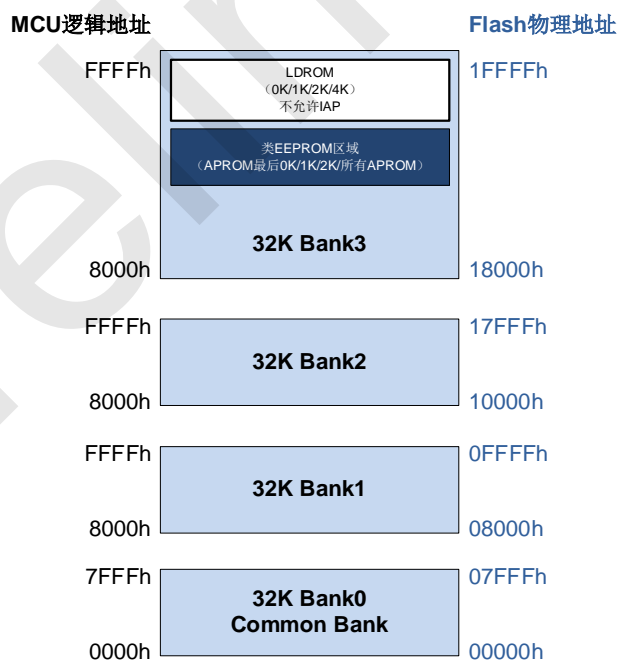 MCU逻辑地址 Flash物理地址
FFFFh 1FFFFh
LDROM
（0K/1K/2K/4K）
不允许IAP
类EEPROM区域
（APROM最后0K/1K/2K/所有APROM）
32K Bank3
8000h 18000h
FFFFh 17FFFh
32K Bank2
8000h 10000h
FFFFh 0FFFFh
32K Bank1
8000h 08000h
7FFFh 07FFFh
32K Bank0
Common Bank
0000h 00000h